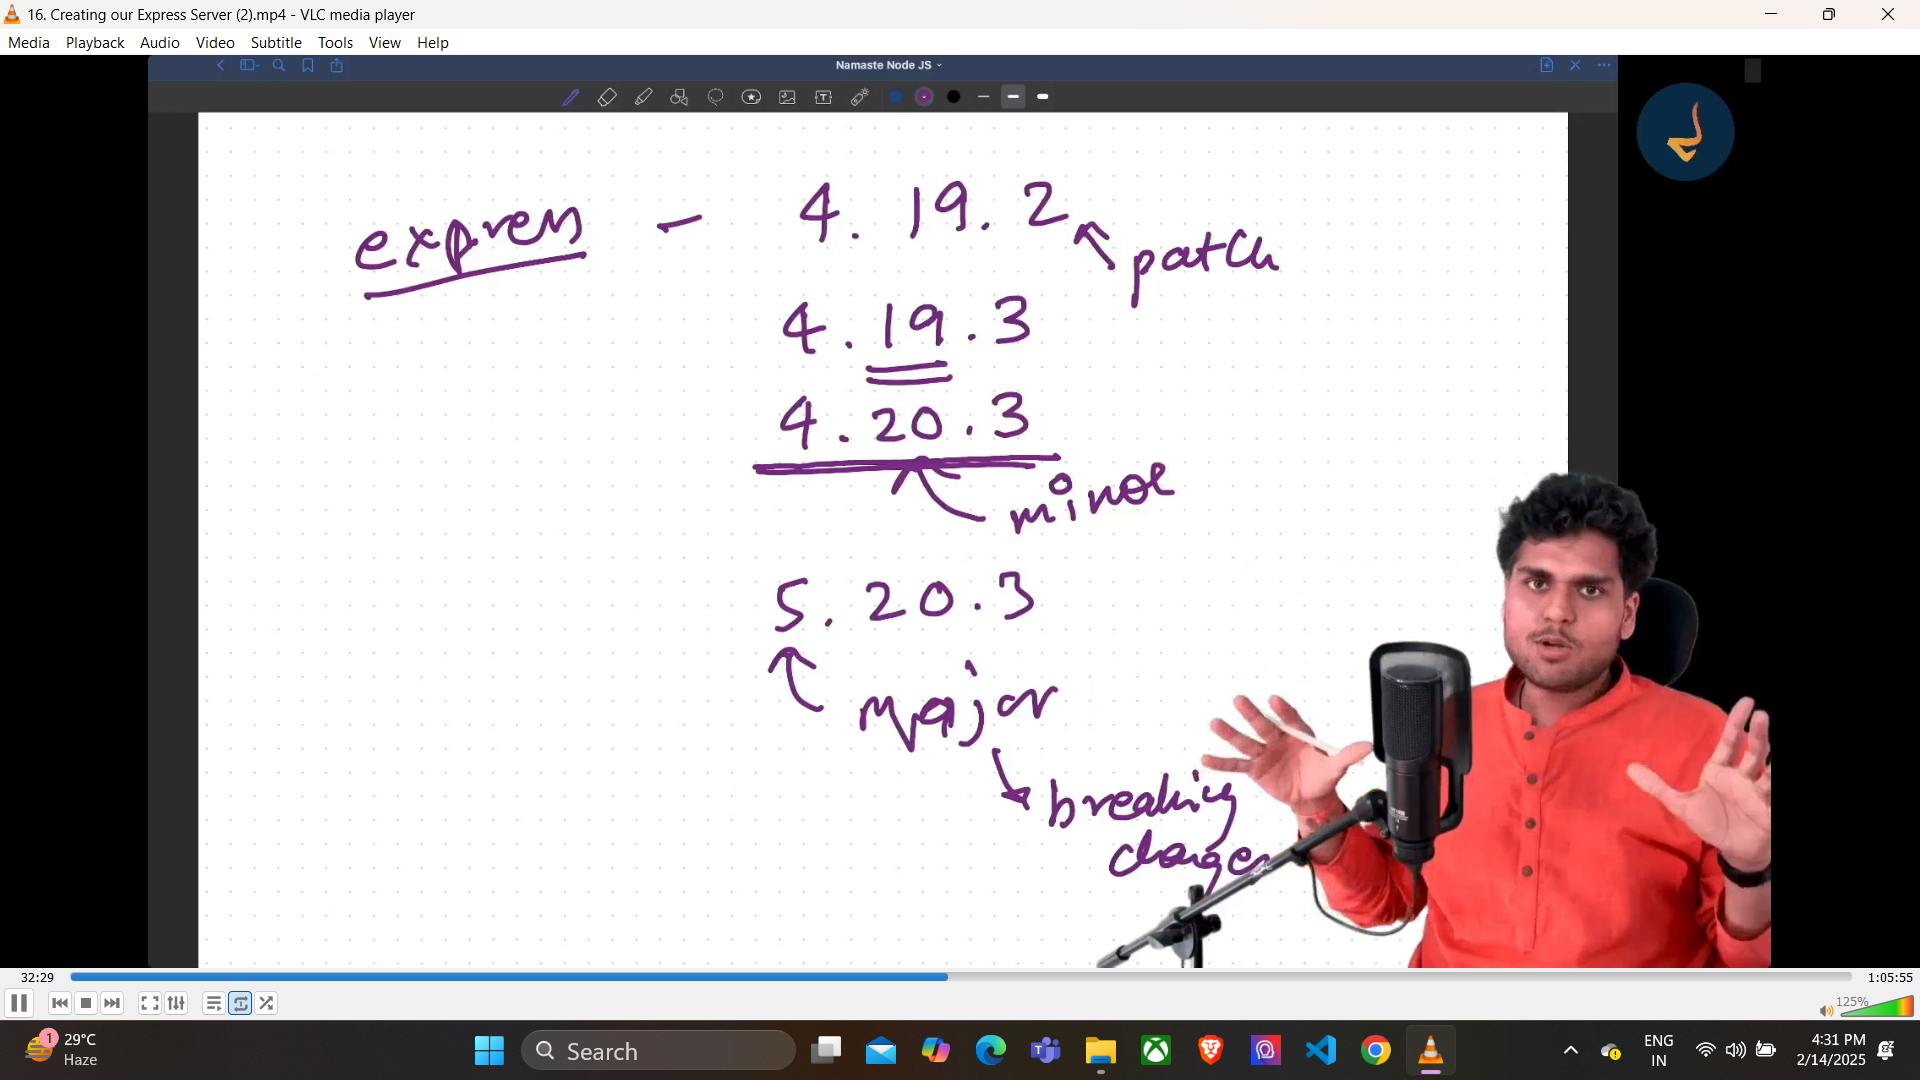 16. Creating our Express Server (2).mp4 - VLC media player
Media Playback Audio Video Subtitle Tools View Help
Namaste Node JS
express - 4.19.2
patch
4.19.3
4.20.3
minor
5.20.3
major
breaking
changes
32:29 1:05:55
125%
1 29°C
Haze
Search
ENG
IN
4:31 PM
2/14/2025